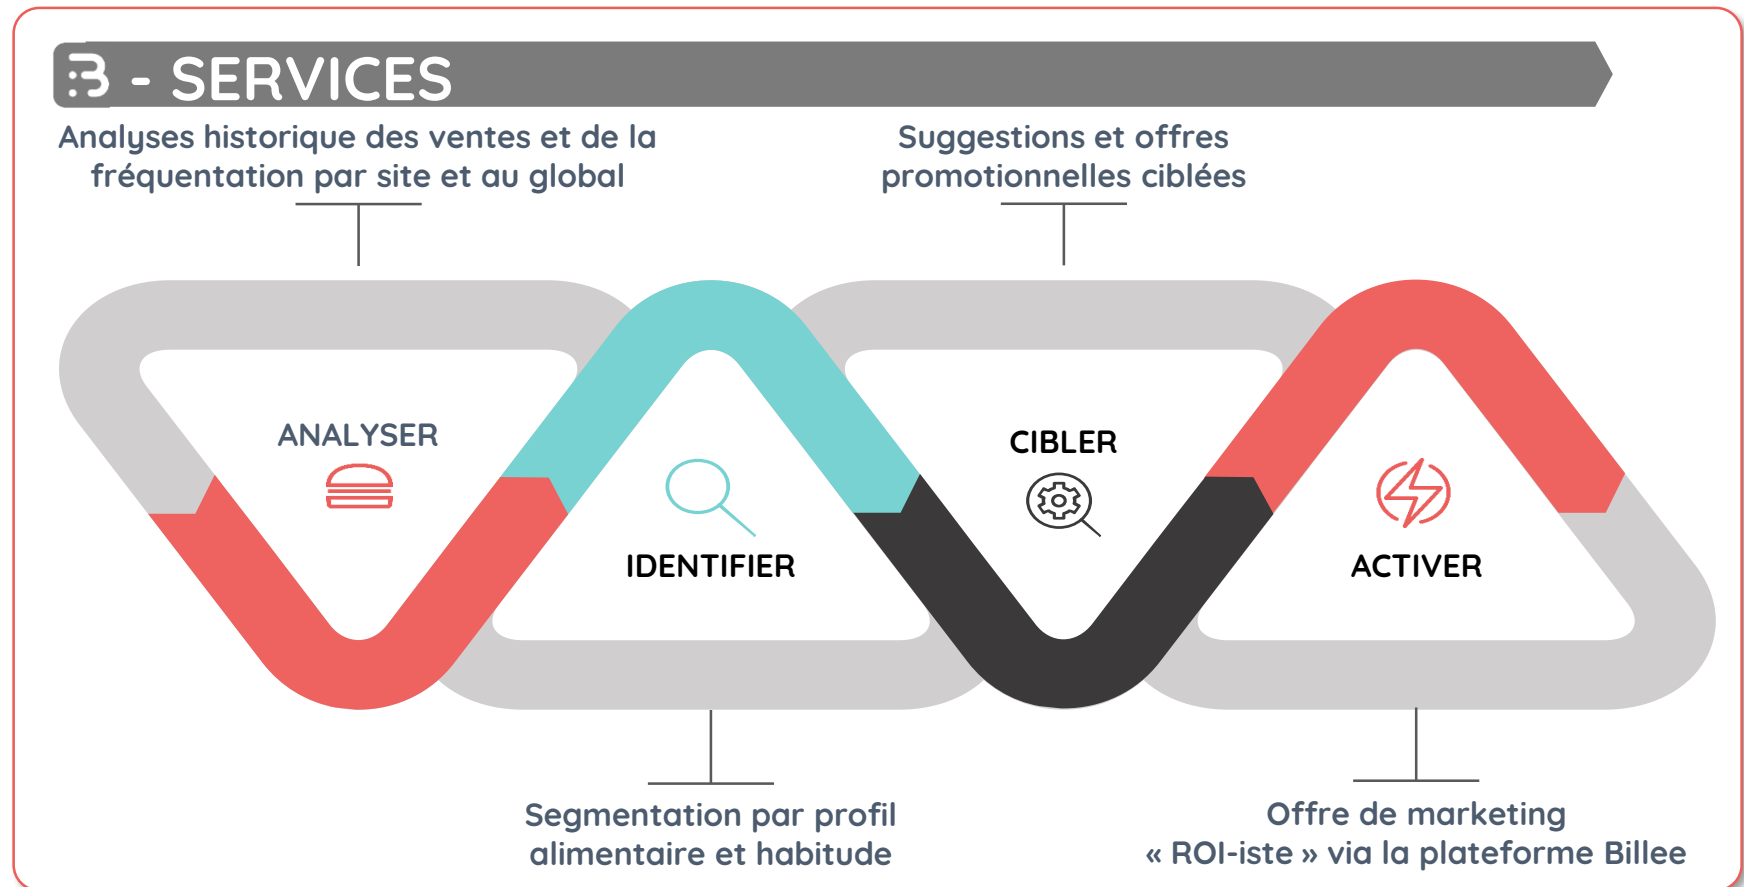 B - SERVICES
Analyses historique des ventes et de la
fréquentation par site et au global
Suggestions et offres
promotionnelles ciblées
ANALYSER
IDENTIFIER
CIBLER
ACTIVER
Segmentation par profil
alimentaire et habitude
Offre de marketing
« ROI-iste » via la plateforme Billee